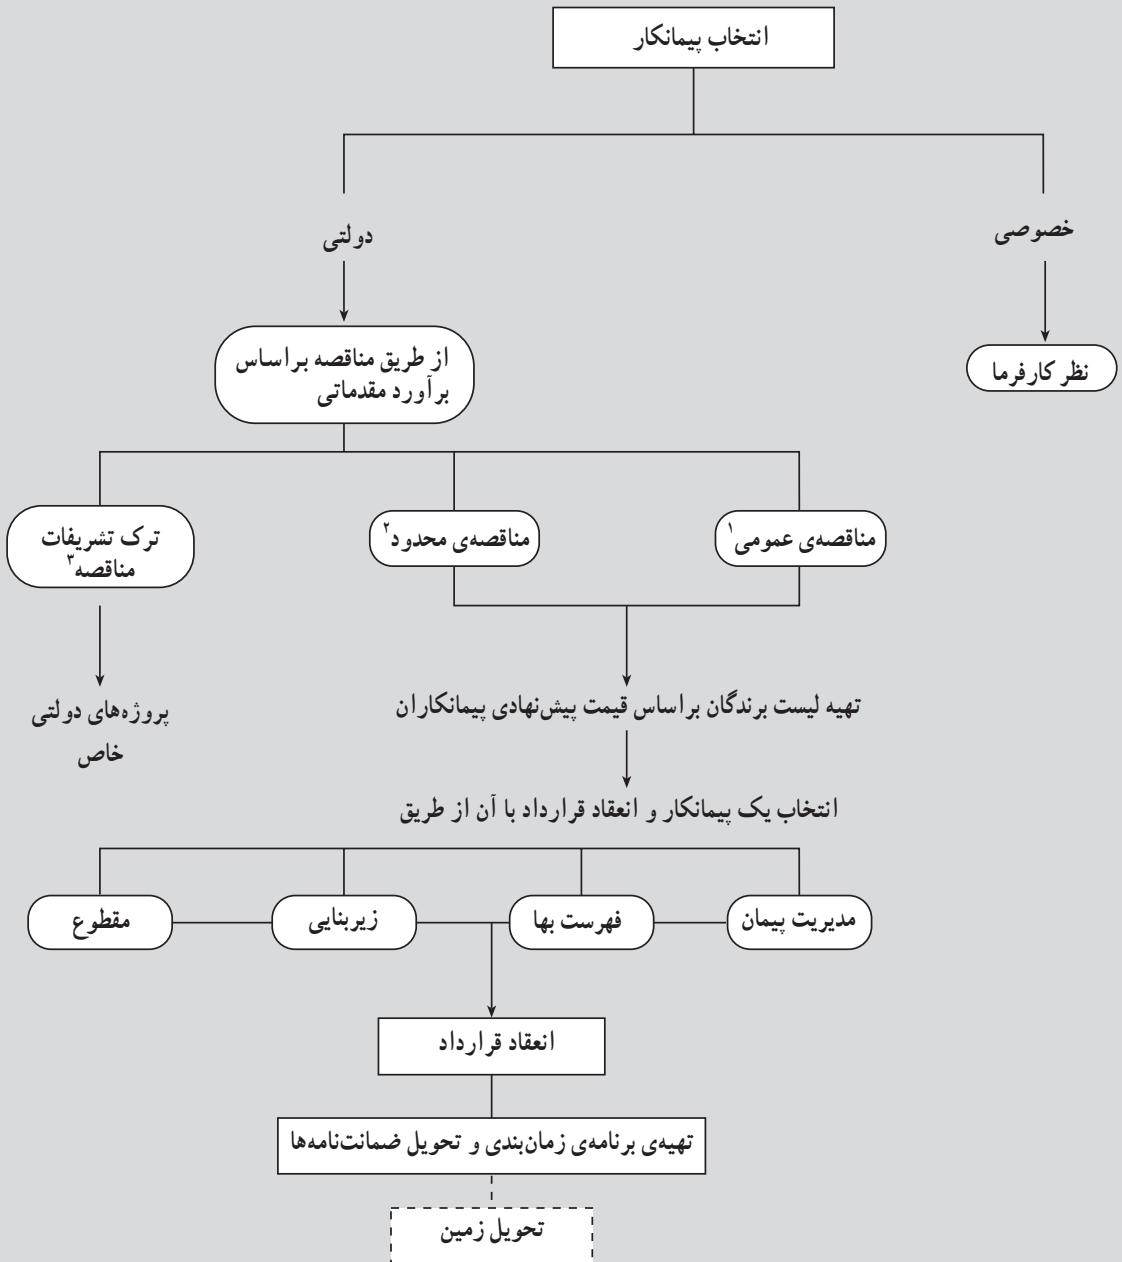 انتخاب پیمانکار
خصوصی
دولتی
نظر کارفرما
از طریق مناقصه براساس
برآورد مقدماتی
مناقصه‌ی عمومی۱
مناقصه‌ی محدود۲
ترک تشریفات
مناقصه۳
پروژه‌های دولتی
خاص
تهیه لیست برندگان براساس قیمت پیش‌نهادی پیمانکاران
انتخاب یک پیمانکار و انعقاد قرارداد با آن از طریق
مدیریت پیمان
فهرست بها
زیربنایی
مقطوع
انعقاد قرارداد
تهیه‌ی برنامه‌ی زمان‌بندی و تحویل ضمانت‌نامه‌ها
تحویل زمین